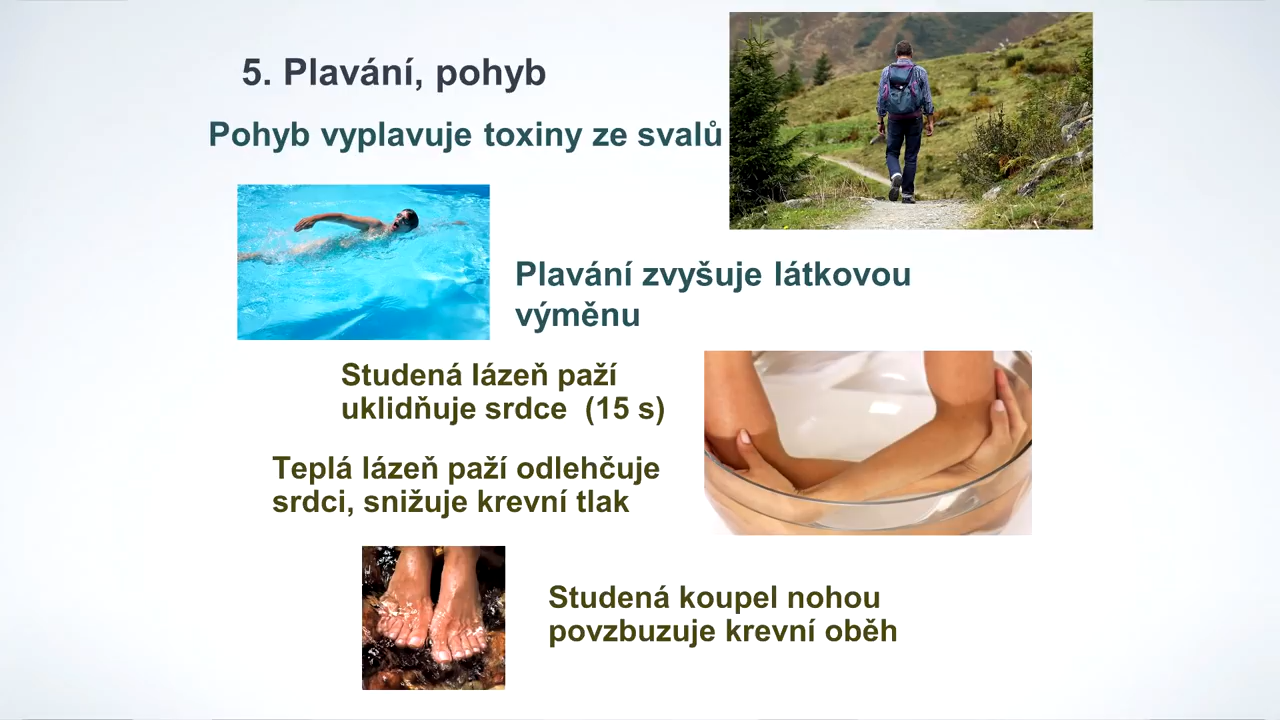 5. Plavání, pohyb
Pohyb vyplavuje toxiny ze svalů
Plavání zvyšuje látkovou
výměnu
Studená lázeň paží
uklidňuje srdce (15 s)
Teplá lázeň paží odlehčuje
srdci, snižuje krevní tlak
Studená koupel nohou
povzbuzuje krevní oběh